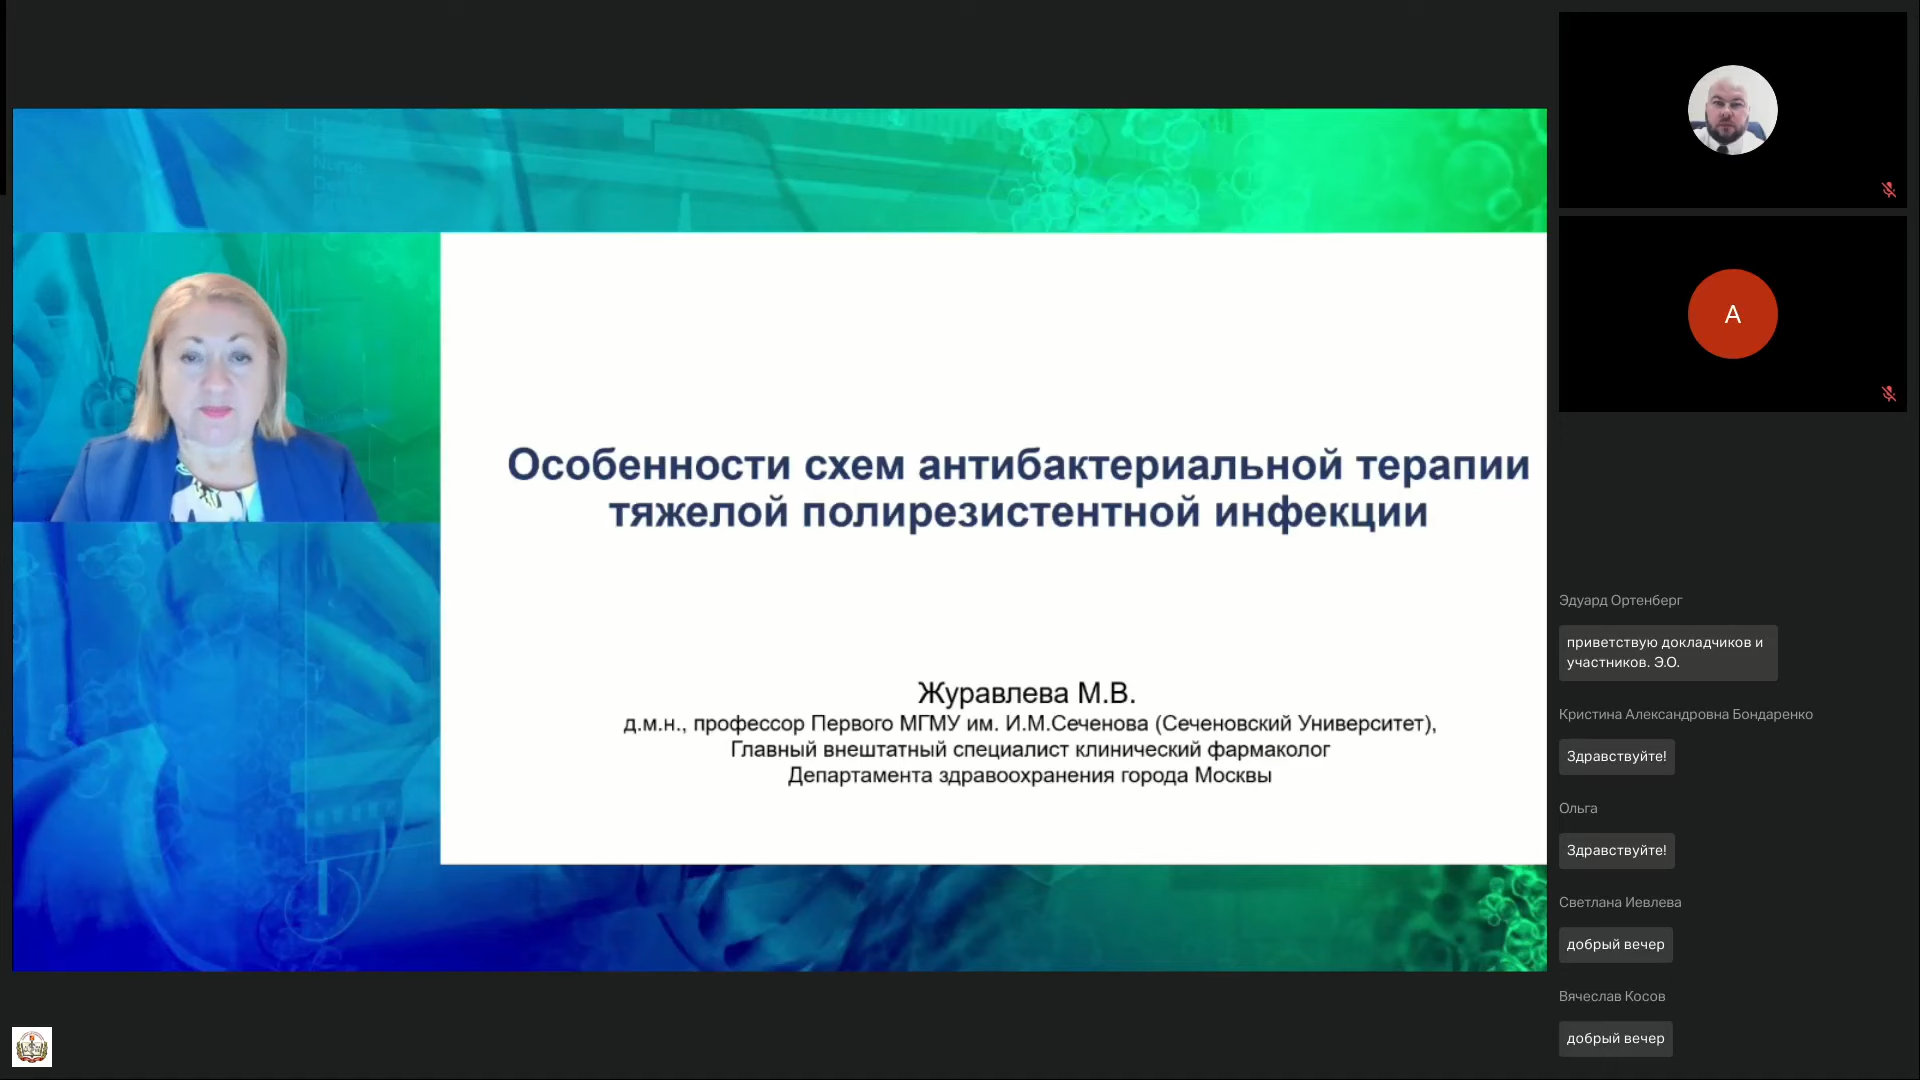 Особенности схем антибактериальной терапии
тяжелой полирезистентной инфекции
Журавлева М.В.
д.м.н., профессор Первого МГМУ им. И.М.Сеченова (Сеченовский Университет),
Главный внештатный специалист клинический фармаколог
Департамента здравоохранения города Москвы
А
Эдуард Ортенберг
приветствую докладчиков и
участников. Э.О.
Кристина Александровна Бондаренко
Здравствуйте!
Ольга
Здравствуйте!
Светлана Иевлева
добрый вечер
Вячеслав Косов
добрый вечер